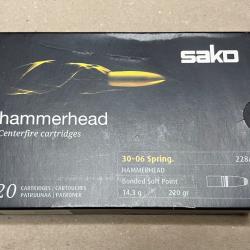 sako
hammerhead
Centerfire cartridges
30-06 Spring.
228
HAMMERHEAD
Bonded Soft Point
14,3 g 220 gr
20
CARTRIDGES / CARTOUCHES
PATRUUNAA / PATRONER